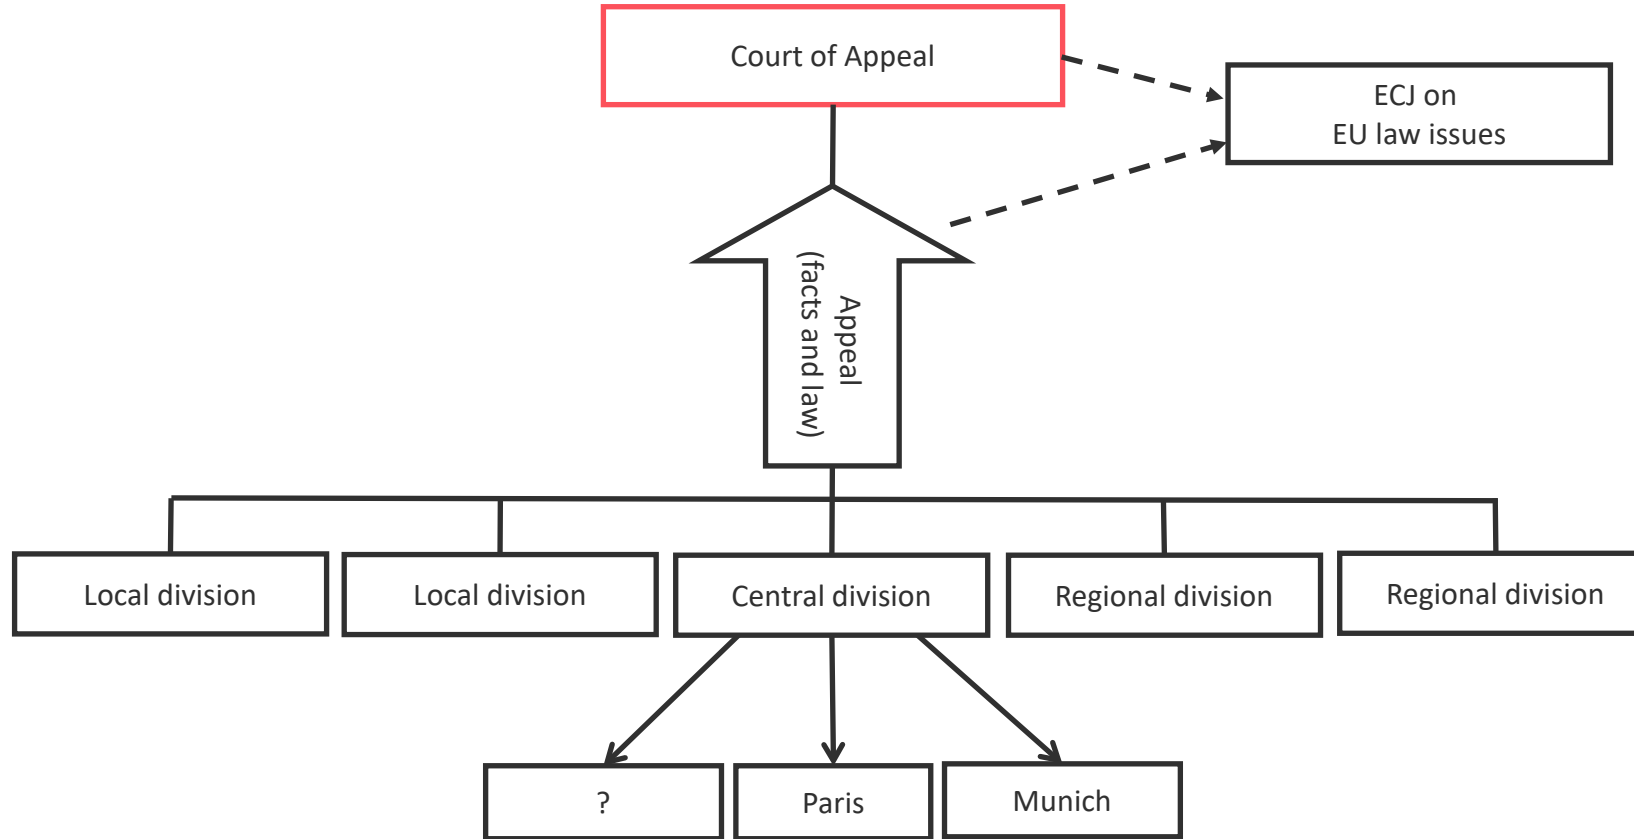 Court of Appeal
ECJ on
EU law issues
Appeal
(facts and law)
Local division
Local division
Central division
Regional division
Regional division
?
Paris
Munich